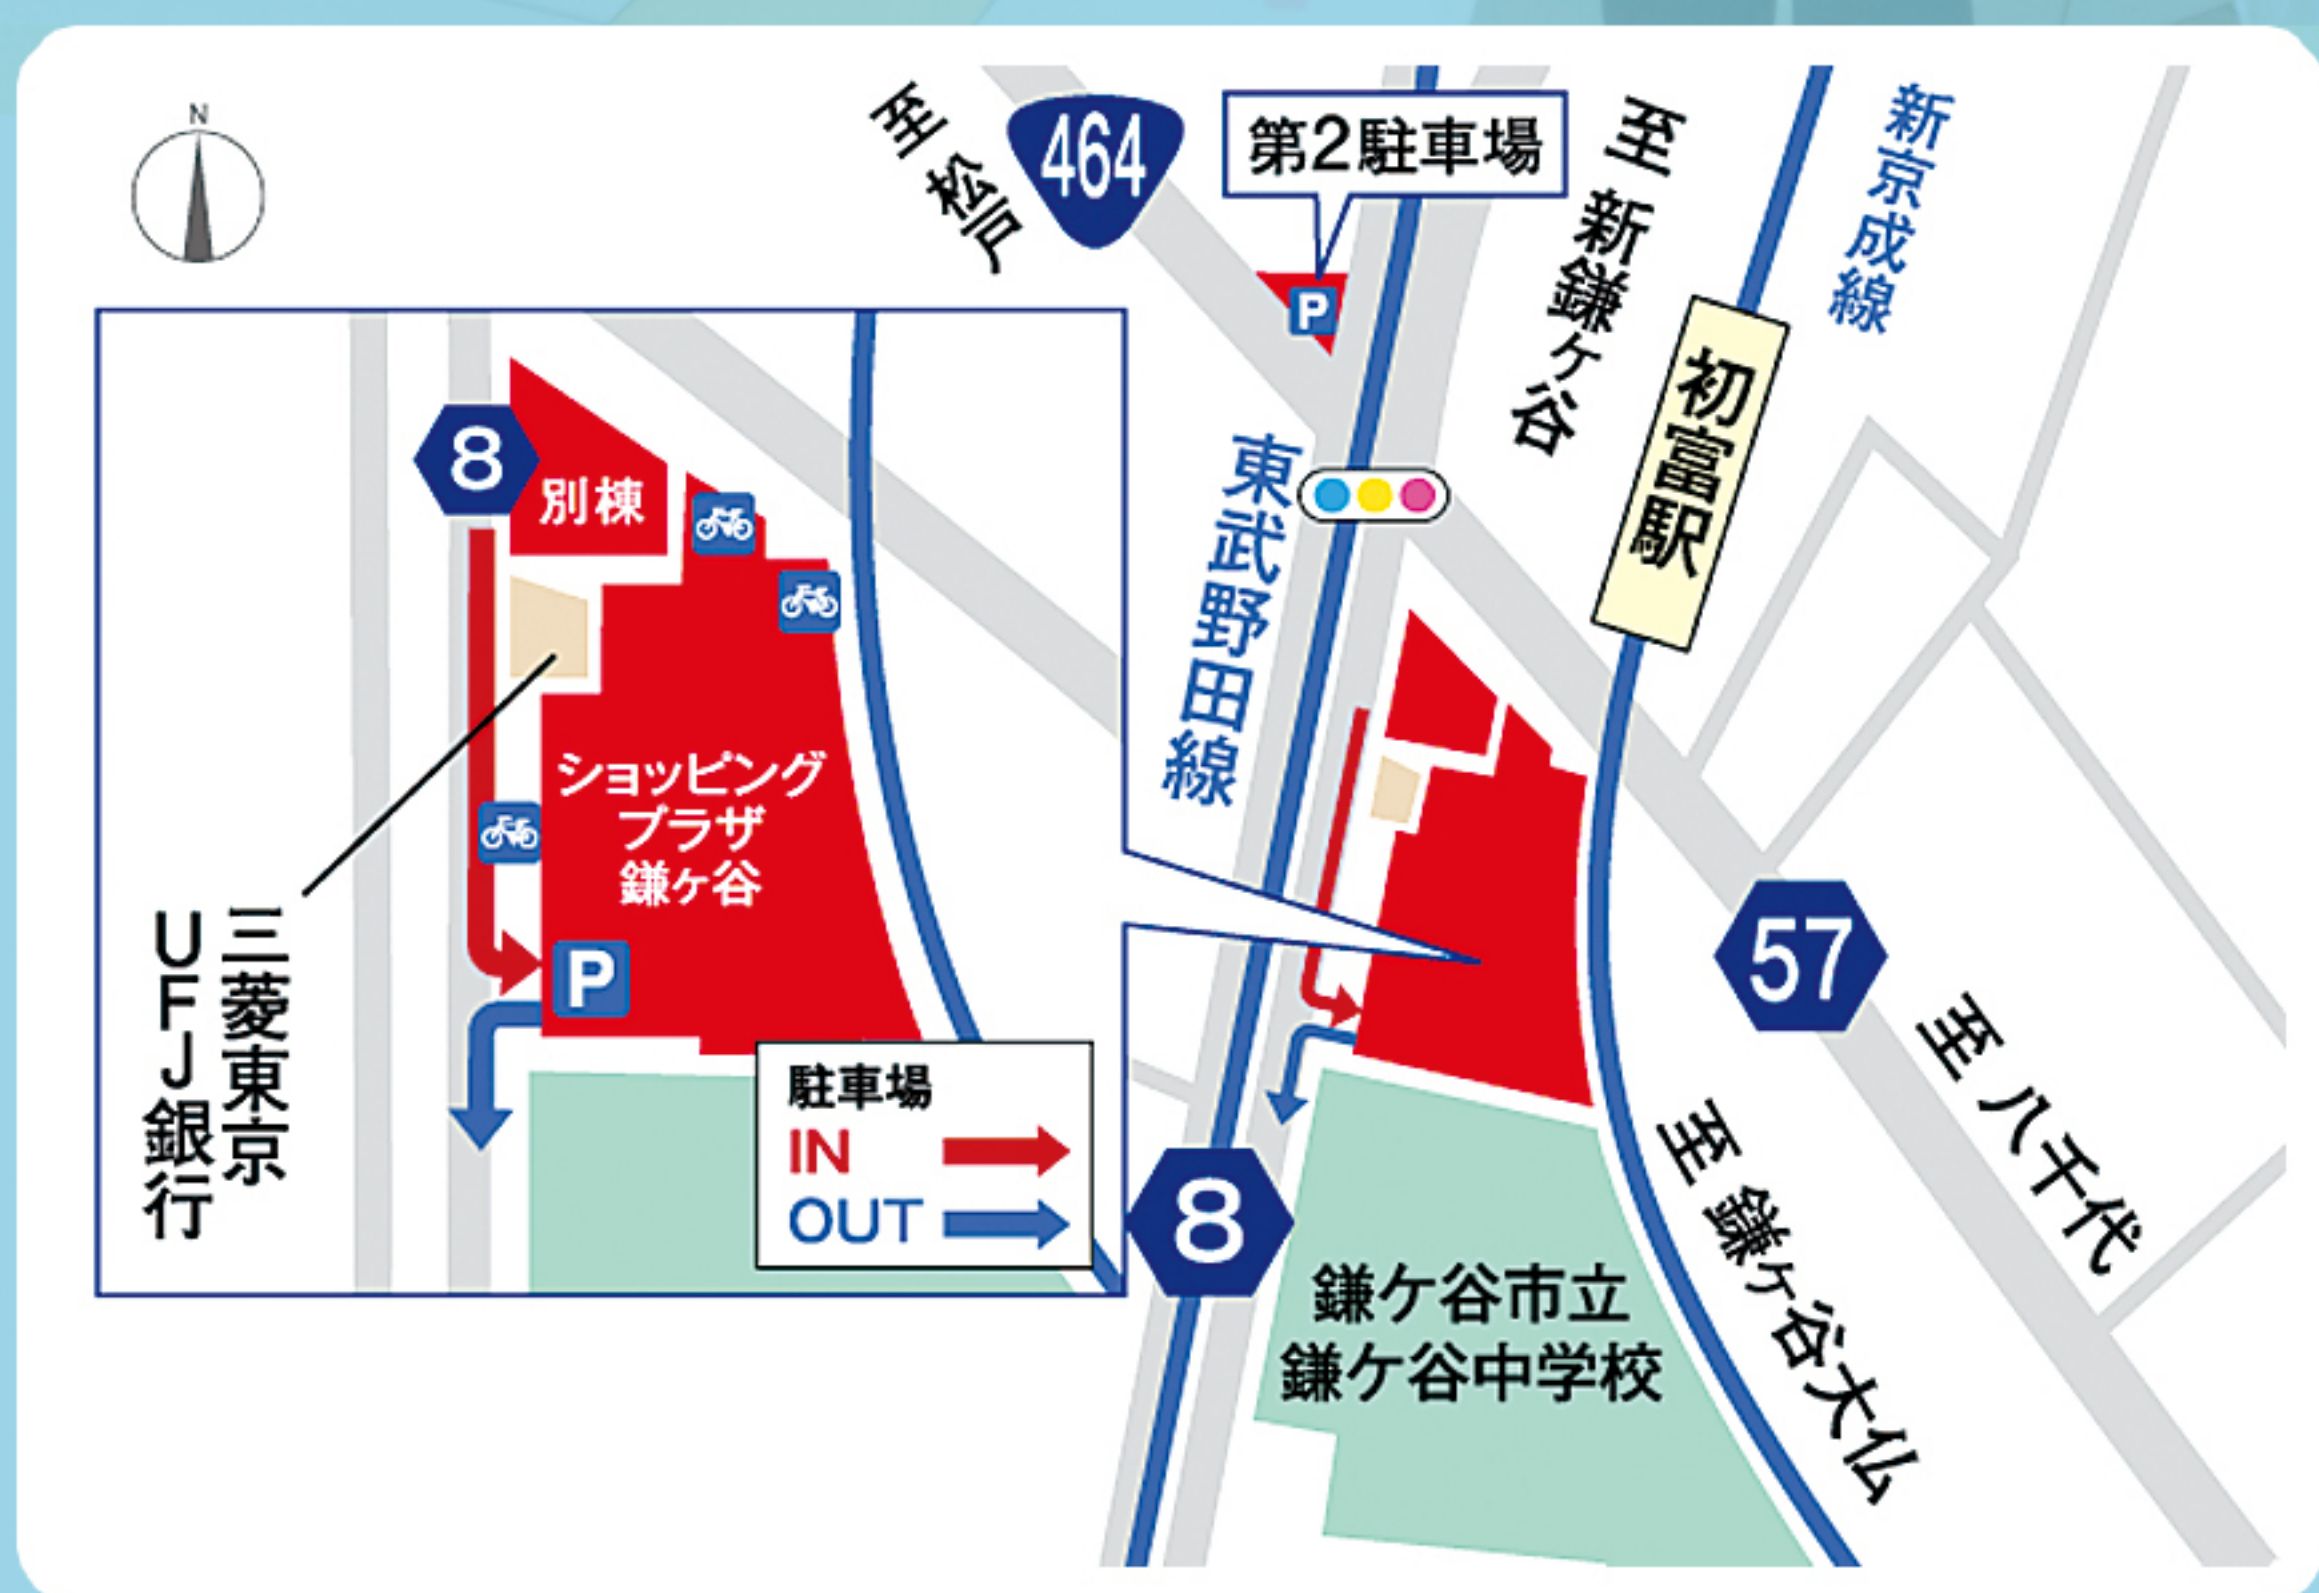 N
至 松戸
464
第2駐車場
P
至 新鎌ヶ谷
新京成線
初富駅
東武野田線
8
別棟
ショッピング
プラザ
鎌ヶ谷
P
三菱東京
UFJ銀行
駐車場
IN
OUT
57
至 八千代
至 鎌ヶ谷大仏
8
鎌ケ谷市立
鎌ケ谷中学校